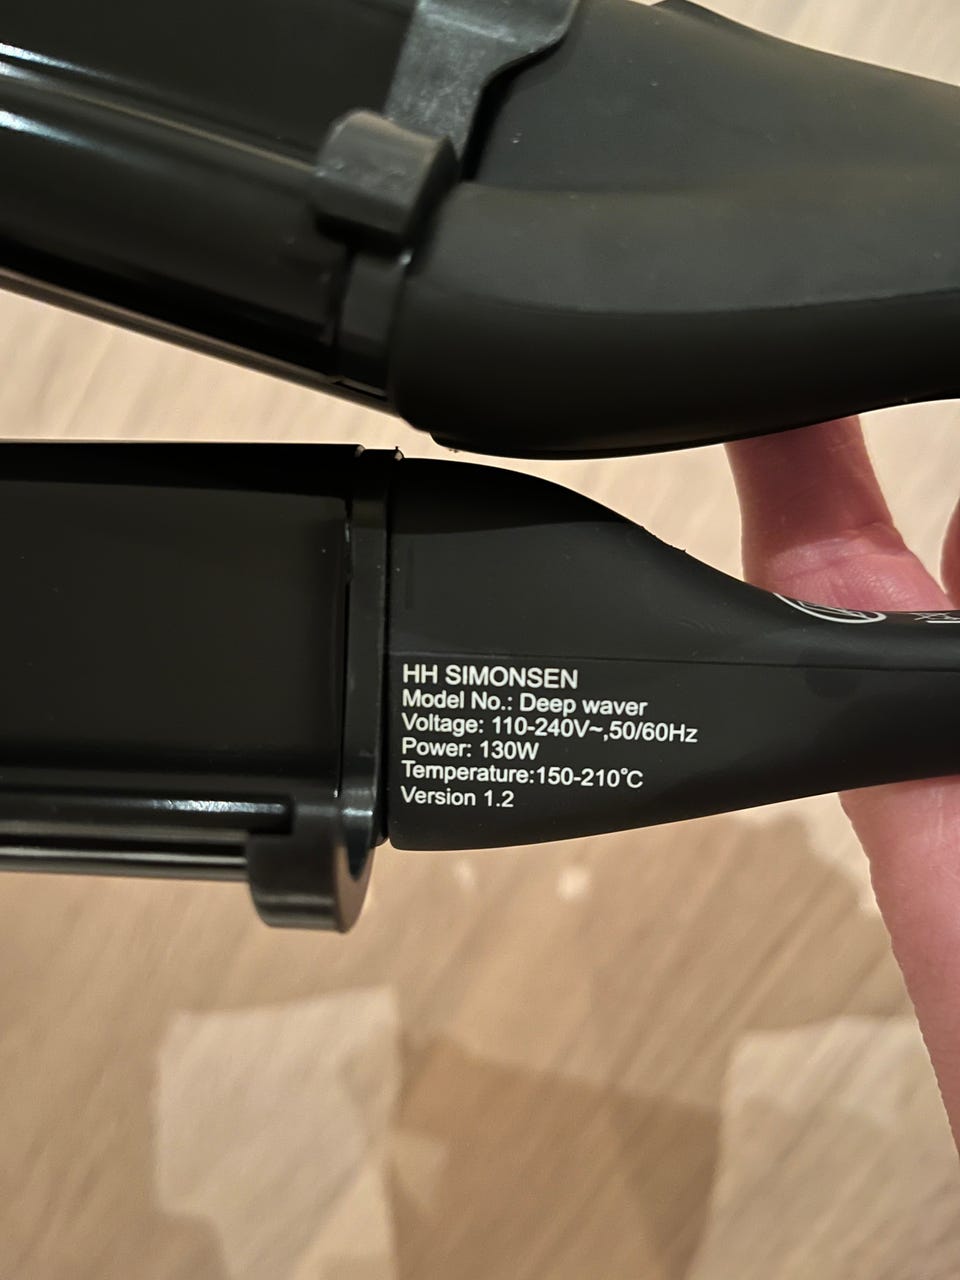 HH SIMONSEN
Model No.: Deep waver
Voltage: 110-240V~,50/60Hz
Power: 130W
Temperature:150-210°C
Version 1.2